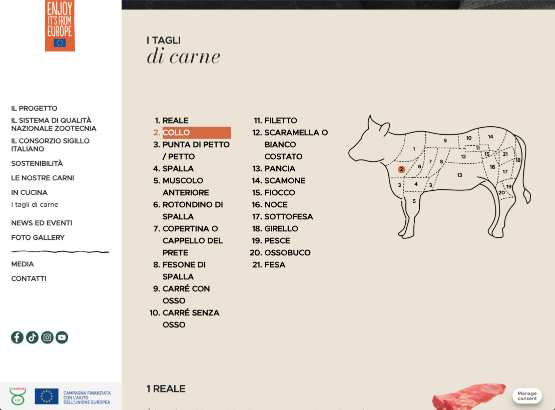 ENJOY
IT'S FROM
EUROPE
IL PROGETTO
IL SISTEMA DI QUALITÀ
NAZIONALE ZOOTECNIA
IL CONSORZIO SIGILLO
ITALIANO
SOSTENIBILITÀ
LE NOSTRE CARNI
IN CUCINA
I tagli di carne
NEWS ED EVENTI
FOTO GALLERY
MEDIA
CONTATTI
CAMPAGNA FINANZIATA
CON L'AIUTO
DELL'UNIONE EUROPEA
I TAGLI
di carne
1. REALE
2. COLLO
3. PUNTA DI PETTO
/ PETTO
4. SPALLA
5. MUSCOLO
ANTERIORE
6. ROTONDINO DI
SPALLA
7. COPERTINA O
CAPPELLO DEL
PRETE
8. FESONE DI
SPALLA
9. CARRÉ CON
OSSO
10. CARRÉ SENZA
OSSO
11. FILETTO
12. SCARAMELLA O
BIANCO
COSTATO
13. PANCIA
14. SCAMONE
15. FIOCCO
16. NOCE
17. SOTTOFESA
18. GIRELLO
19. PESCE
20. OSSOBUCO
21. FESA
9 10 14
1 11
12 15 21
7 9 18
2 6 16 17
13
3 4 3 19
20
5
1 REALE
Manage
consent